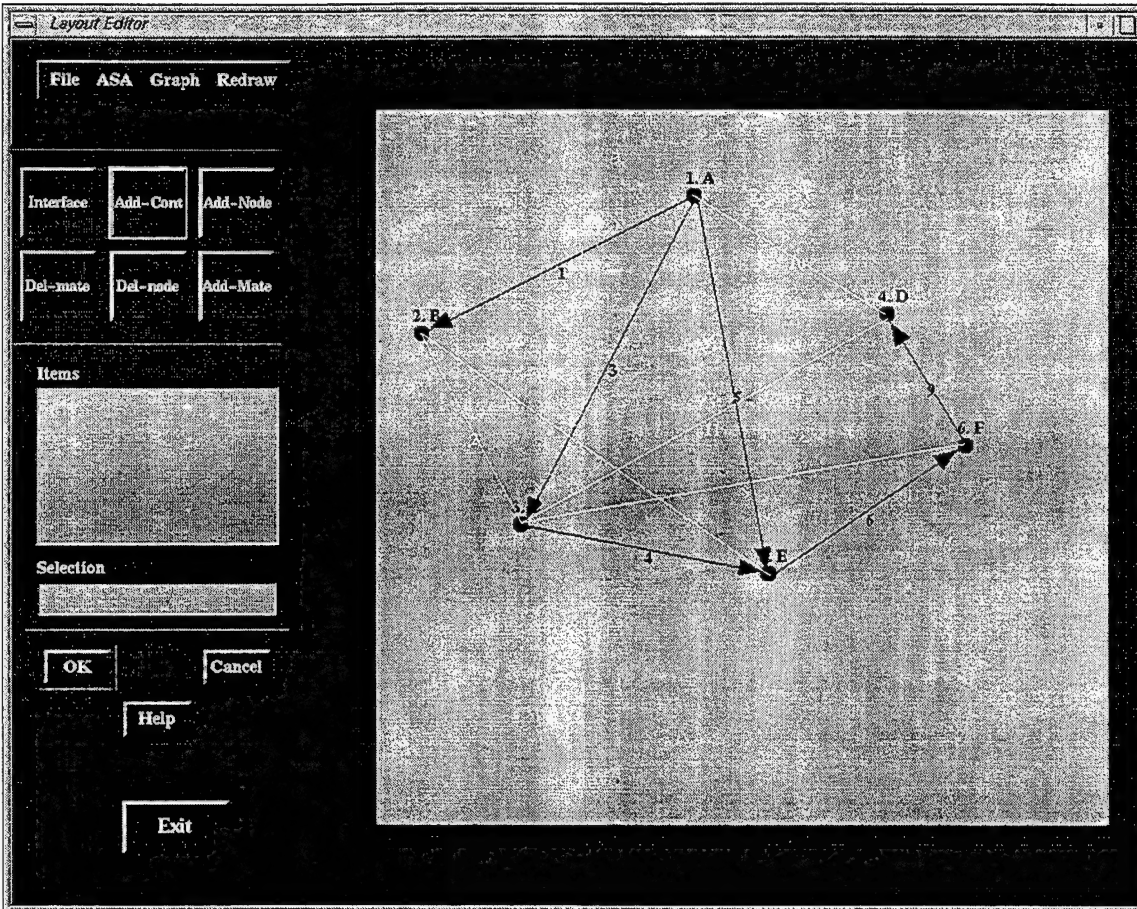 Layout Editor
File ASA Graph Redraw
Interface Add-Cont Add-Node
Del-mate Del-node Add-Mate
Items
Selection
OK Cancel
Help
Exit
1. A
1
2. B
4. D
3
5
9
11
6. F
6
4
E